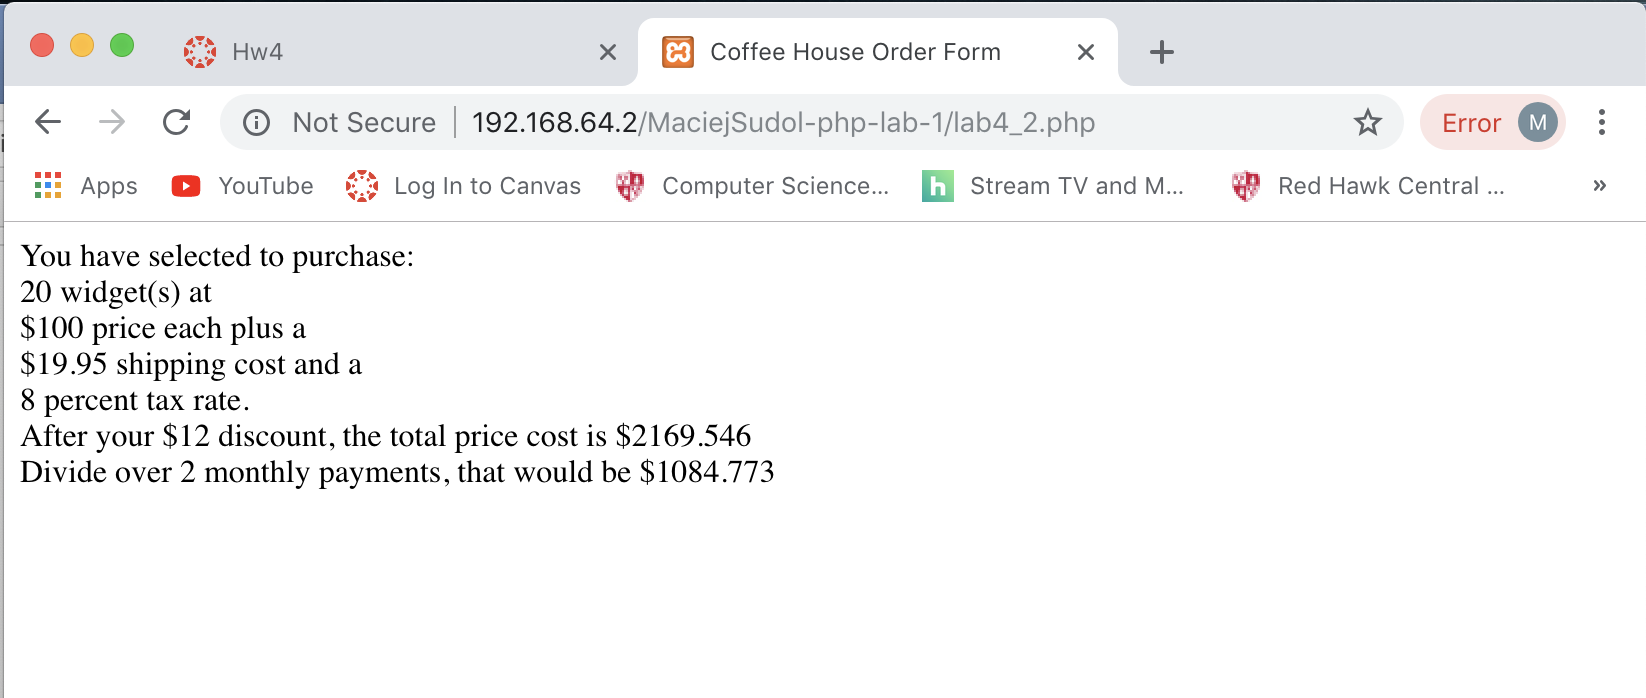 Hw4
Coffee House Order Form
Not Secure 192.168.64.2/MaciejSudol-php-lab-1/lab4_2.php Error M
Apps YouTube Log In to Canvas Computer Science... h Stream TV and M... Red Hawk Central ... »
You have selected to purchase:
20 widget(s) at
$100 price each plus a
$19.95 shipping cost and a
8 percent tax rate.
After your $12 discount, the total price cost is $2169.546
Divide over 2 monthly payments, that would be $1084.773